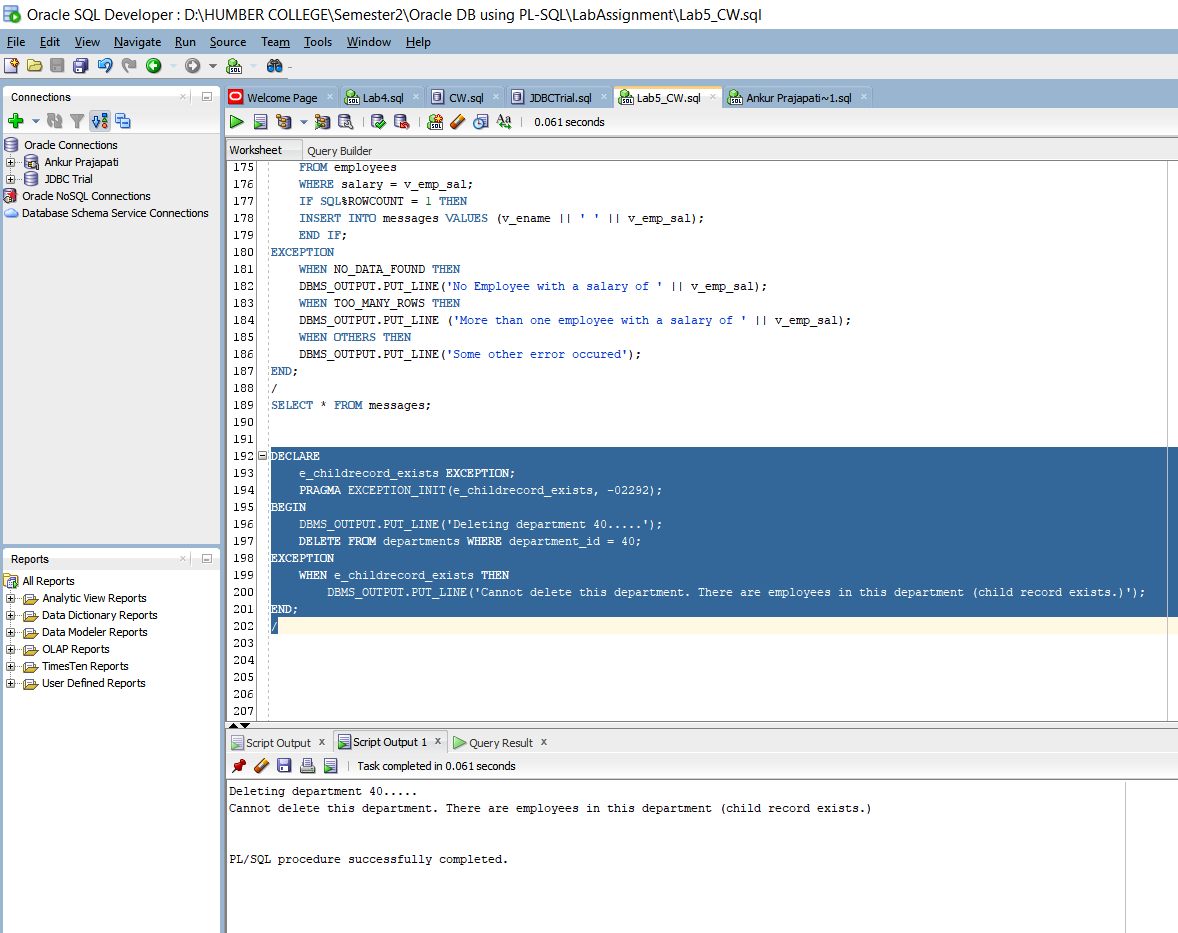 Oracle SQL Developer : D:\HUMBER COLLEGE\Semester2\Oracle DB using PL-SQL\LabAssignment\Lab5_CW.sql
File Edit View Navigate Run Source Team Tools Window Help
Connections
Oracle Connections
Ankur Prajapati
JDBC Trial
Oracle NoSQL Connections
Database Schema Service Connections
Reports
All Reports
Analytic View Reports
Data Dictionary Reports
Data Modeler Reports
OLAP Reports
TimesTen Reports
User Defined Reports
Welcome Page Lab4.sql CW.sql JDBCTrial.sql Lab5_CW.sql Ankur Prajapati~1.sql
0.061 seconds
Worksheet Query Builder
175 FROM employees
176 WHERE salary = v_emp_sal;
177 IF SQL%ROWCOUNT = 1 THEN
178 INSERT INTO messages VALUES (v_ename || ' ' || v_emp_sal);
179 END IF;
180 EXCEPTION
181 WHEN NO_DATA_FOUND THEN
182 DBMS_OUTPUT.PUT_LINE('No Employee with a salary of ' || v_emp_sal);
183 WHEN TOO_MANY_ROWS THEN
184 DBMS_OUTPUT.PUT_LINE ('More than one employee with a salary of ' || v_emp_sal);
185 WHEN OTHERS THEN
186 DBMS_OUTPUT.PUT_LINE('Some other error occured');
187 END;
188 /
189 SELECT * FROM messages;
190
191
192 DECLARE
193 e_childrecord_exists EXCEPTION;
194 PRAGMA EXCEPTION_INIT(e_childrecord_exists, -02292);
195 BEGIN
196 DBMS_OUTPUT.PUT_LINE('Deleting department 40.....');
197 DELETE FROM departments WHERE department_id = 40;
198 EXCEPTION
199 WHEN e_childrecord_exists THEN
200 DBMS_OUTPUT.PUT_LINE('Cannot delete this department. There are employees in this department (child record exists.)');
201 END;
202 /
203
204
205
206
207
Script Output x Script Output 1 x Query Result x
Task completed in 0.061 seconds
Deleting department 40.....
Cannot delete this department. There are employees in this department (child record exists.)
PL/SQL procedure successfully completed.